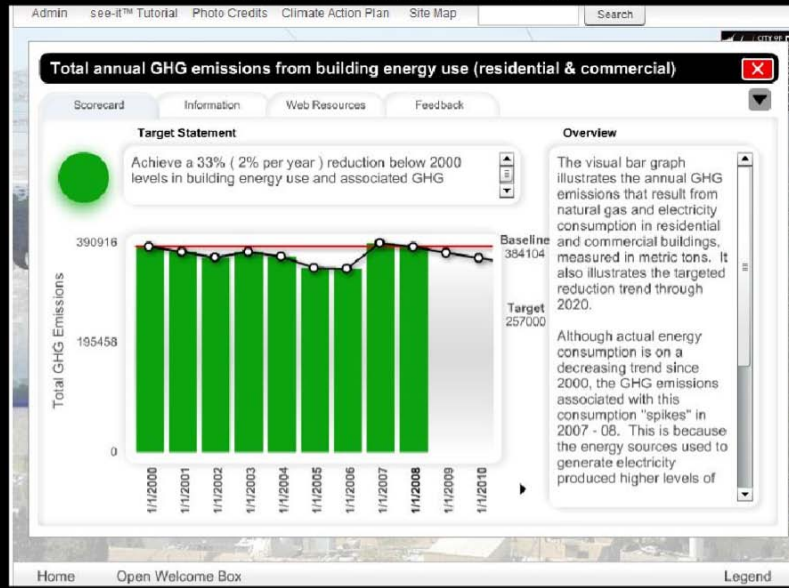 Admin see-it™ Tutorial Photo Credits Climate Action Plan Site Map Search
CITY OF
Total annual GHG emissions from building energy use (residential & commercial)
Scorecard Information Web Resources Feedback
Target Statement
Achieve a 33% ( 2% per year ) reduction below 2000
levels in building energy use and associated GHG
Total GHG Emissions
390916
195458
0
Baseline
384104
Target
257000
1/1/2000
1/1/2001
1/1/2002
1/1/2003
1/1/2004
1/1/2005
1/1/2006
1/1/2007
1/1/2008
1/1/2009
1/1/2010
Overview
The visual bar graph
illustrates the annual GHG
emissions that result from
natural gas and electricity
consumption in residential
and commercial buildings,
measured in metric tons. It
also illustrates the targeted
reduction trend through
2020.
Although actual energy
consumption is on a
decreasing trend since
2000, the GHG emissions
associated with this
consumption "spikes" in
2007 - 08. This is because
the energy sources used to
generate electricity
produced higher levels of
Home Open Welcome Box Legend